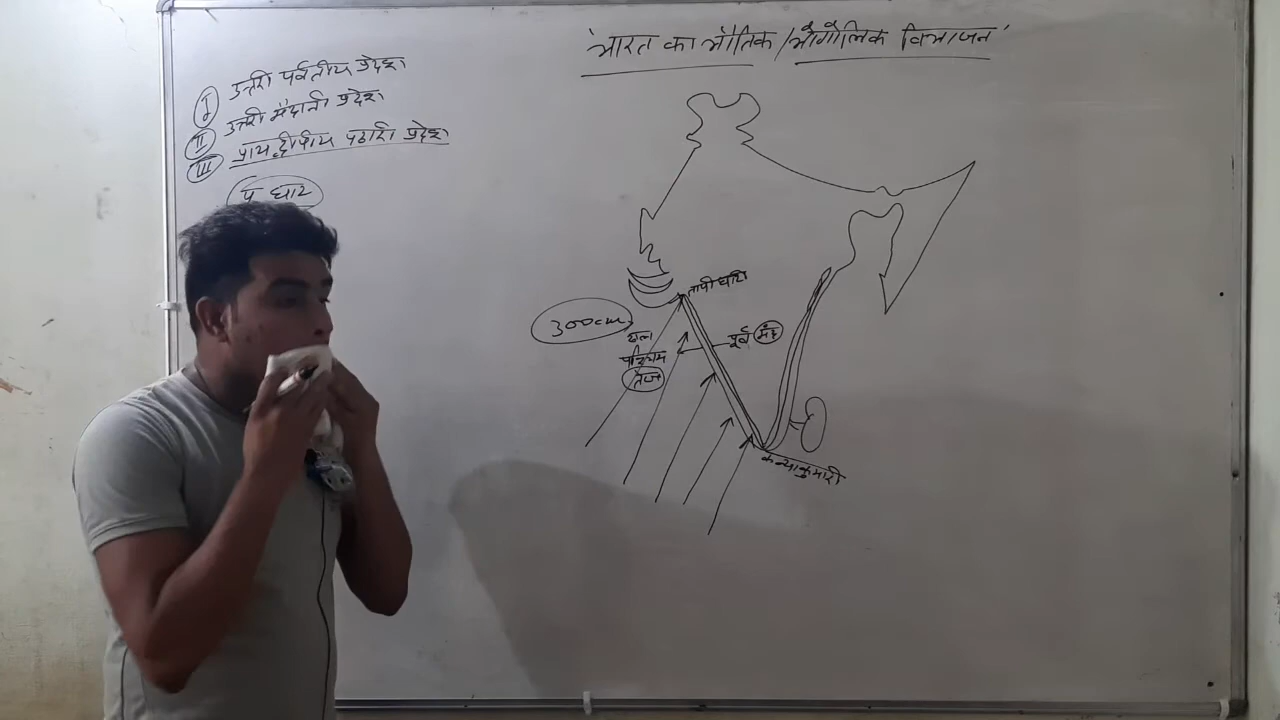 'भारत का भौतिक/भौगोलिक विभाजन'
I उत्तरी पर्वतीय प्रदेश
II उत्तरी मैदानी प्रदेश
III प्रायद्वीपीय पठारी प्रदेश
प घाट
तापी घाटी
300cm
ढाल
पश्चिम
तेज
पूर्व मंद
कन्याकुमारी